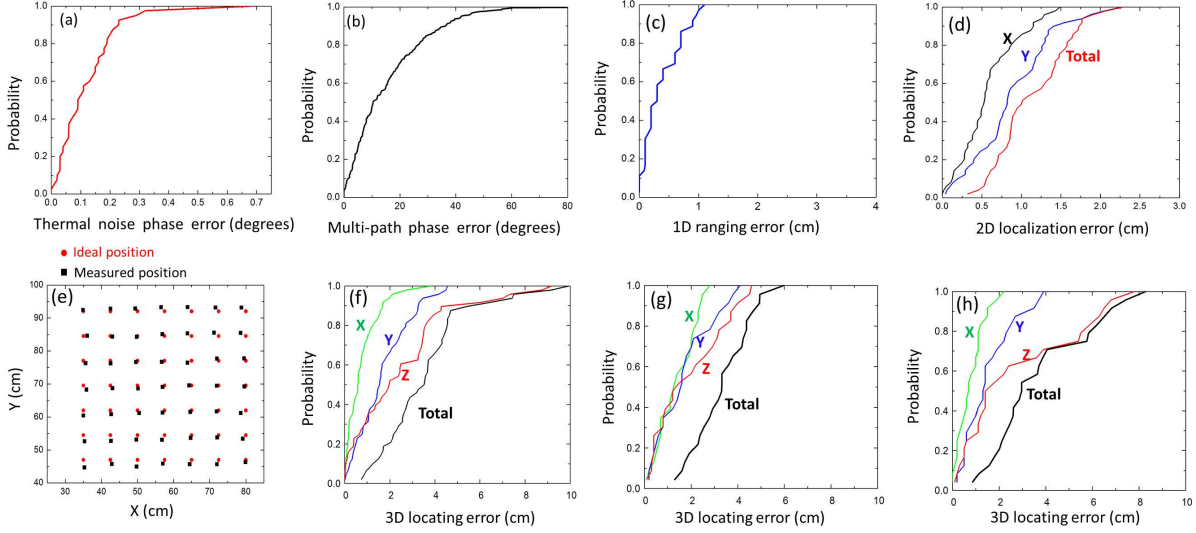 (a)
Probability
1.0
0.8
0.6
0.4
0.2
0.0
0.0 0.1 0.2 0.3 0.4 0.5 0.6 0.7
Thermal noise phase error (degrees)
(b)
Probability
1.0
0.8
0.6
0.4
0.2
0.0
0 20 40 60 80
Multi-path phase error (degrees)
(c)
Probability
1.0
0.8
0.6
0.4
0.2
0.0
0 1 2 3 4
1D ranging error (cm)
(d)
X
Y
Total
Probability
1.0
0.8
0.6
0.4
0.2
0.0
0.0 0.5 1.0 1.5 2.0 2.5 3.0
2D localization error (cm)
Ideal position
Measured position
(e)
Y (cm)
100
90
80
70
60
50
40
30 40 50 60 70 80
X (cm)
(f)
X
Y
Z
Total
Probability
1.0
0.8
0.6
0.4
0.2
0.0
0 2 4 6 8 10
3D locating error (cm)
(g)
X
Y
Z
Total
Probability
1.0
0.8
0.6
0.4
0.2
0.0
0 2 4 6 8 10
3D locating error (cm)
(h)
X
Y
Z
Total
Probability
1.0
0.8
0.6
0.4
0.2
0.0
0 2 4 6 8 10
3D locating error (cm)